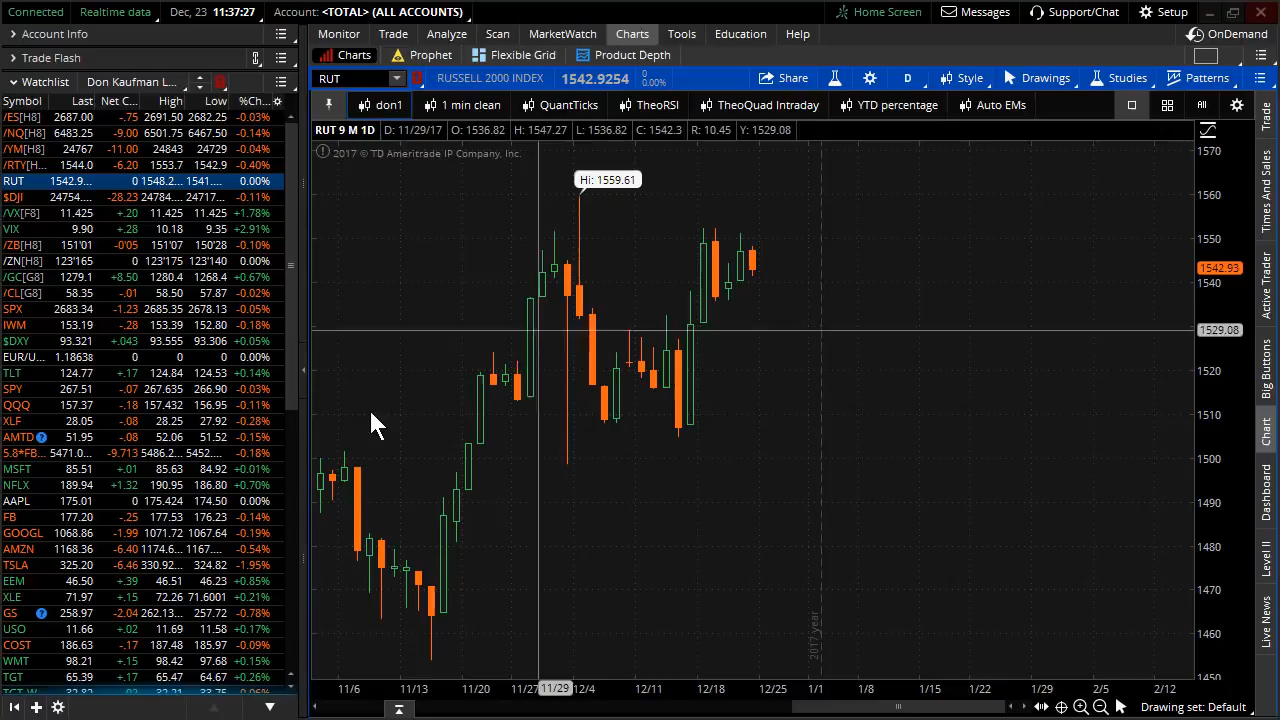 Connected Realtime data Dec, 23 11:37:27 Account: <TOTAL> (ALL ACCOUNTS) Home Screen Messages Support/Chat Setup
Account Info
Trade Flash
Watchlist Don Kaufman L...
Symbol Last Net C... High Low %Ch...
/ES[H8] 2687.00 -.75 2691.50 2682.25 -0.03%
/NQ[H8] 6483.25 -9.00 6501.75 6467.50 -0.14%
/YM[H8] 24767 -11.00 24843 24729 -0.04%
/RTY[H... 1544.0 -6.20 1553.7 1542.9 -0.40%
RUT 1542.9... 0 1548.2... 1541.... 0.00%
$DJI 24754.... -28.23 24784.... 24717.... -0.11%
/VX[F8] 11.425 +.20 11.425 11.425 +1.78%
VIX 9.90 +.28 10.18 9.35 +2.91%
/ZB[H8] 151'01 -0'05 151'07 150'28 -0.10%
/ZN[H8] 123'165 0 123'165 123'140 0.00%
/GC[G8] 1279.1 +8.50 1280.4 1268.4 +0.67%
/CL[G8] 58.35 -.01 58.50 57.87 -0.02%
SPX 2683.34 -1.23 2685.35 2678.13 -0.05%
IWM 153.19 -.28 153.39 152.80 -0.18%
$DXY 93.321 +.043 93.555 93.306 +0.05%
EUR/U... 1.18638 0 0 0 0.00%
TLT 124.77 +.17 124.84 124.53 +0.14%
SPY 267.51 -.07 267.55 266.90 -0.03%
QQQ 157.37 -.18 157.432 156.95 -0.11%
XLF 28.05 -.08 28.25 27.92 -0.28%
AMTD 51.95 -.08 52.06 51.52 -0.15%
5.8*FB... 5471.0... -9.713 5486.2... 5452.... -0.15%
MSFT 85.51 +.01 85.63 84.92 +0.01%
NFLX 189.94 +1.32 190.95 186.80 +0.70%
AAPL 175.01 0 175.424 174.50 0.00%
FB 177.20 -.25 177.53 176.23 -0.14%
GOOGL 1068.86 -1.99 1071.72 1067.64 -0.19%
AMZN 1168.36 -6.40 1174.6... 1167.... -0.54%
TSLA 325.20 -6.46 330.92... 324.82 -1.95%
EEM 46.50 +.39 46.51 46.23 +0.85%
XLE 71.97 +.15 72.26 71.6001 +0.21%
GS 258.97 -2.04 262.13... 257.72 -0.78%
USO 11.66 +.02 11.69 11.58 +0.17%
COST 186.63 -.17 187.48 185.97 -0.09%
WMT 98.21 +.15 98.42 97.68 +0.15%
TGT 65.37 +.17 65.47 64.67 +0.26%
Monitor Trade Analyze Scan MarketWatch Charts Tools Education Help OnDemand
Charts Prophet Flexible Grid Product Depth
RUT RUSSELL 2000 INDEX 1542.9254 0 0.00% Share D Style Drawings Studies Patterns
don1 1 min clean QuantTicks TheoRSI TheoQuad Intraday YTD percentage Auto EMs All
RUT 9 M 1D D: 11/29/17 O: 1536.82 H: 1547.27 L: 1536.82 C: 1542.3 R: 10.45 Y: 1529.08
2017 © TD Ameritrade IP Company, Inc.
Hi: 1559.61
1570
1560
1550
1542.93
1540
1529.08
1520
1510
1500
1490
1480
1470
1460
1450
2017 year
11/6 11/13 11/20 11/27 11/29 12/4 12/11 12/18 12/25 1/1 1/8 1/15 1/22 1/29 2/5 2/12
Drawing set: Default
Trade
Times And Sales
Active Trader
Big Buttons
Chart
Dashboard
Level II
Live News